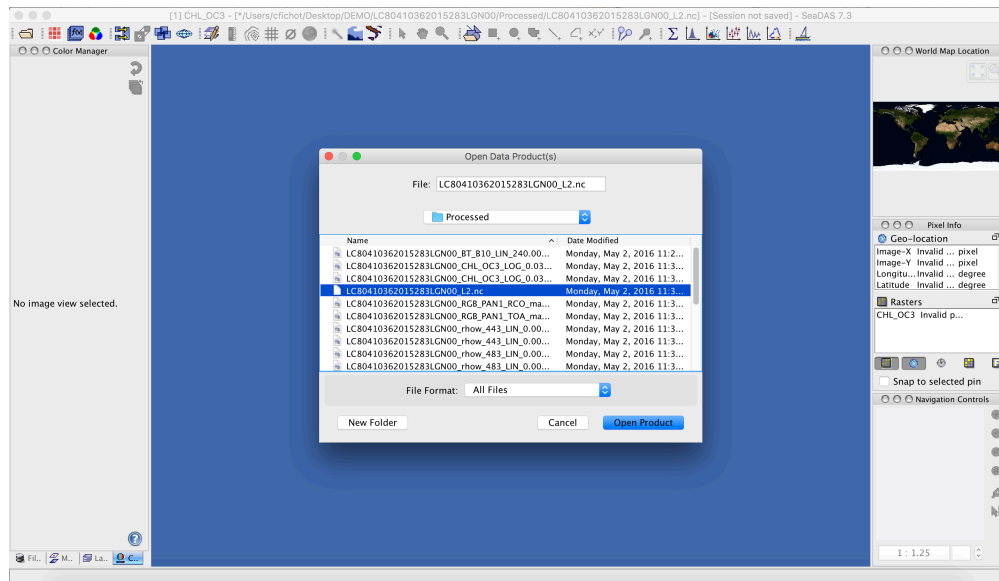 [1] CHL_OC3 - [*/Users/cfichot/Desktop/DEMO/LC80410362015283LGN00/Processed/LC80410362015283LGN00_L2.nc] - [Session not saved] - SeaDAS 7.3
Color Manager
World Map Location
Open Data Product(s)
File: LC80410362015283LGN00_L2.nc
Processed
Name Date Modified
LC80410362015283LGN00_BT_B10_LIN_240.00... Monday, May 2, 2016 11:2...
LC80410362015283LGN00_CHL_OC3_LOG_0.03... Monday, May 2, 2016 11:3...
LC80410362015283LGN00_CHL_OC3_LOG_0.03... Monday, May 2, 2016 11:3...
LC80410362015283LGN00_L2.nc Monday, May 2, 2016 11:3...
LC80410362015283LGN00_RGB_PAN1_RCO_ma... Monday, May 2, 2016 11:3...
LC80410362015283LGN00_RGB_PAN1_TOA_ma... Monday, May 2, 2016 11:3...
LC80410362015283LGN00_rhow_443_LIN_0.00... Monday, May 2, 2016 11:3...
LC80410362015283LGN00_rhow_443_LIN_0.00... Monday, May 2, 2016 11:3...
LC80410362015283LGN00_rhow_483_LIN_0.00... Monday, May 2, 2016 11:3...
LC80410362015283LGN00_rhow_483_LIN_0.00... Monday, May 2, 2016 11:3...
File Format: All Files
New Folder Cancel Open Product
No image view selected.
Pixel Info
Geo-location
Image-X Invalid ... pixel
Image-Y Invalid ... pixel
Longitu... Invalid ... degree
Latitude Invalid ... degree
Rasters
CHL_OC3 Invalid p...
Snap to selected pin
Navigation Controls
1 : 1.25
Fil... M... La... C...